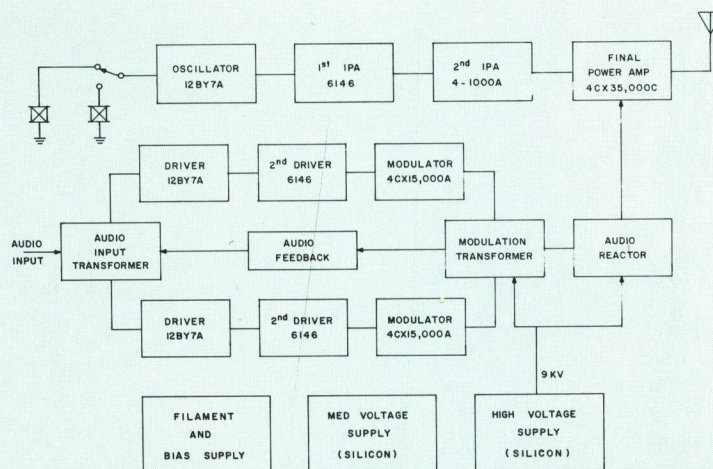 OSCILLATOR
12BY7A
1st IPA
6146
2nd IPA
4-1000A
FINAL
POWER AMP
4CX35,000C
DRIVER
12BY7A
2nd DRIVER
6146
MODULATOR
4CX15,000A
AUDIO
INPUT
AUDIO
INPUT
TRANSFORMER
AUDIO
FEEDBACK
MODULATION
TRANSFORMER
AUDIO
REACTOR
DRIVER
12BY7A
2nd DRIVER
6146
MODULATOR
4CX15,000A
9KV
FILAMENT
AND
BIAS SUPPLY
MED VOLTAGE
SUPPLY
(SILICON)
HIGH VOLTAGE
SUPPLY
(SILICON)